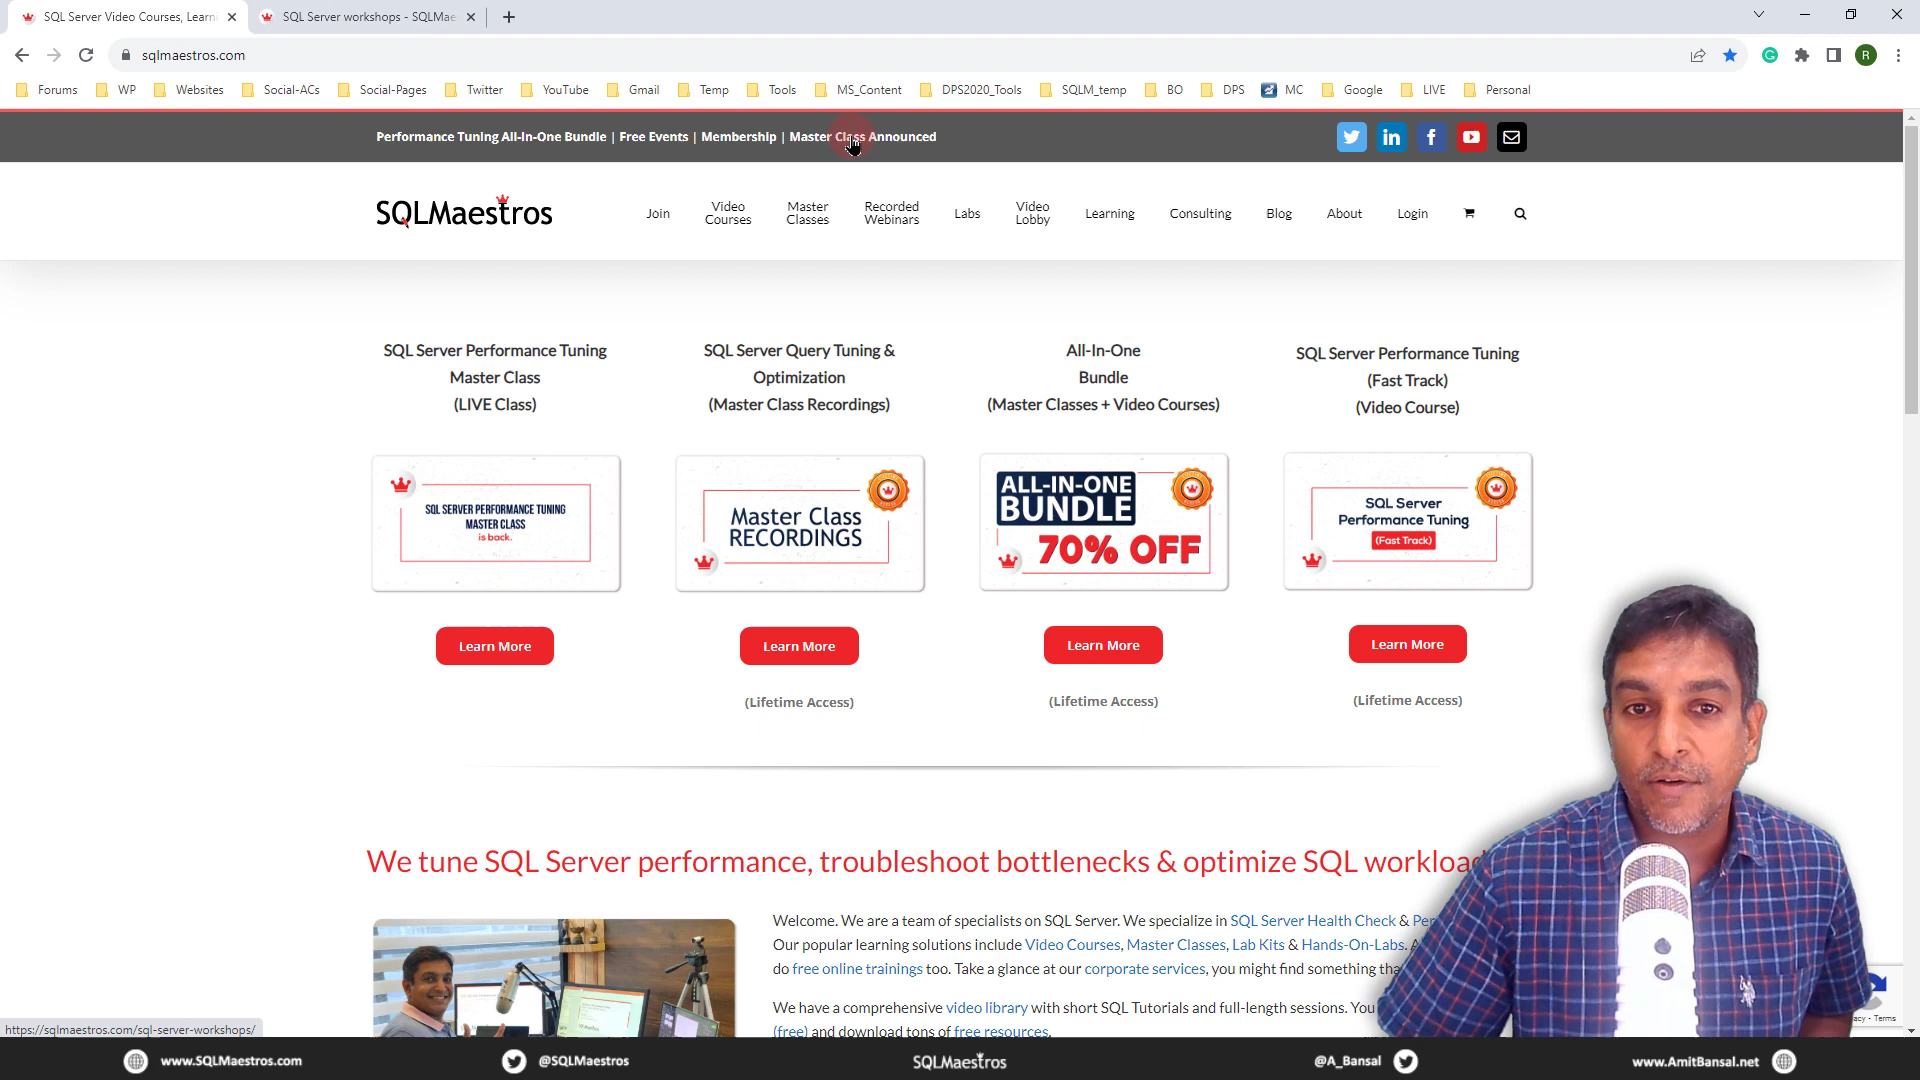 SQL Server Video Courses, Learni
SQL Server workshops - SQLMae
sqlmaestros.com
R
Forums
WP
Websites
Social-ACs
Social-Pages
Twitter
YouTube
Gmail
Temp
Tools
MS_Content
DPS2020_Tools
SQLM_temp
BO
DPS
MC
Google
LIVE
Personal
Performance Tuning All-In-One Bundle | Free Events | Membership | Master Class Announced
SQLMaestros
Join
Video
Courses
Master
Classes
Recorded
Webinars
Labs
Video
Lobby
Learning
Consulting
Blog
About
Login
SQL Server Performance Tuning
Master Class
(LIVE Class)
SQL Server Query Tuning &
Optimization
(Master Class Recordings)
All-In-One
Bundle
(Master Classes + Video Courses)
SQL Server Performance Tuning
(Fast Track)
(Video Course)
SQL SERVER PERFORMANCE TUNING
MASTER CLASS
is back.
Master Class
RECORDINGS
ALL-IN-ONE
BUNDLE
70% OFF
SQL Server
Performance Tuning
(Fast Track)
Learn More
Learn More
Learn More
Learn More
(Lifetime Access)
(Lifetime Access)
(Lifetime Access)
We tune SQL Server performance, troubleshoot bottlenecks & optimize SQL workload
Welcome. We are a team of specialists on SQL Server. We specialize in SQL Server Health Check & Per
Our popular learning solutions include Video Courses, Master Classes, Lab Kits & Hands-On-Labs. A
do free online trainings too. Take a glance at our corporate services, you might find something tha
We have a comprehensive video library with short SQL Tutorials and full-length sessions. You
(free) and download tons of free resources.
https://sqlmaestros.com/sql-server-workshops/
acy - Terms
www.SQLMaestros.com
@SQLMaestros
SQLMaestros
@A_Bansal
www.AmitBansal.net